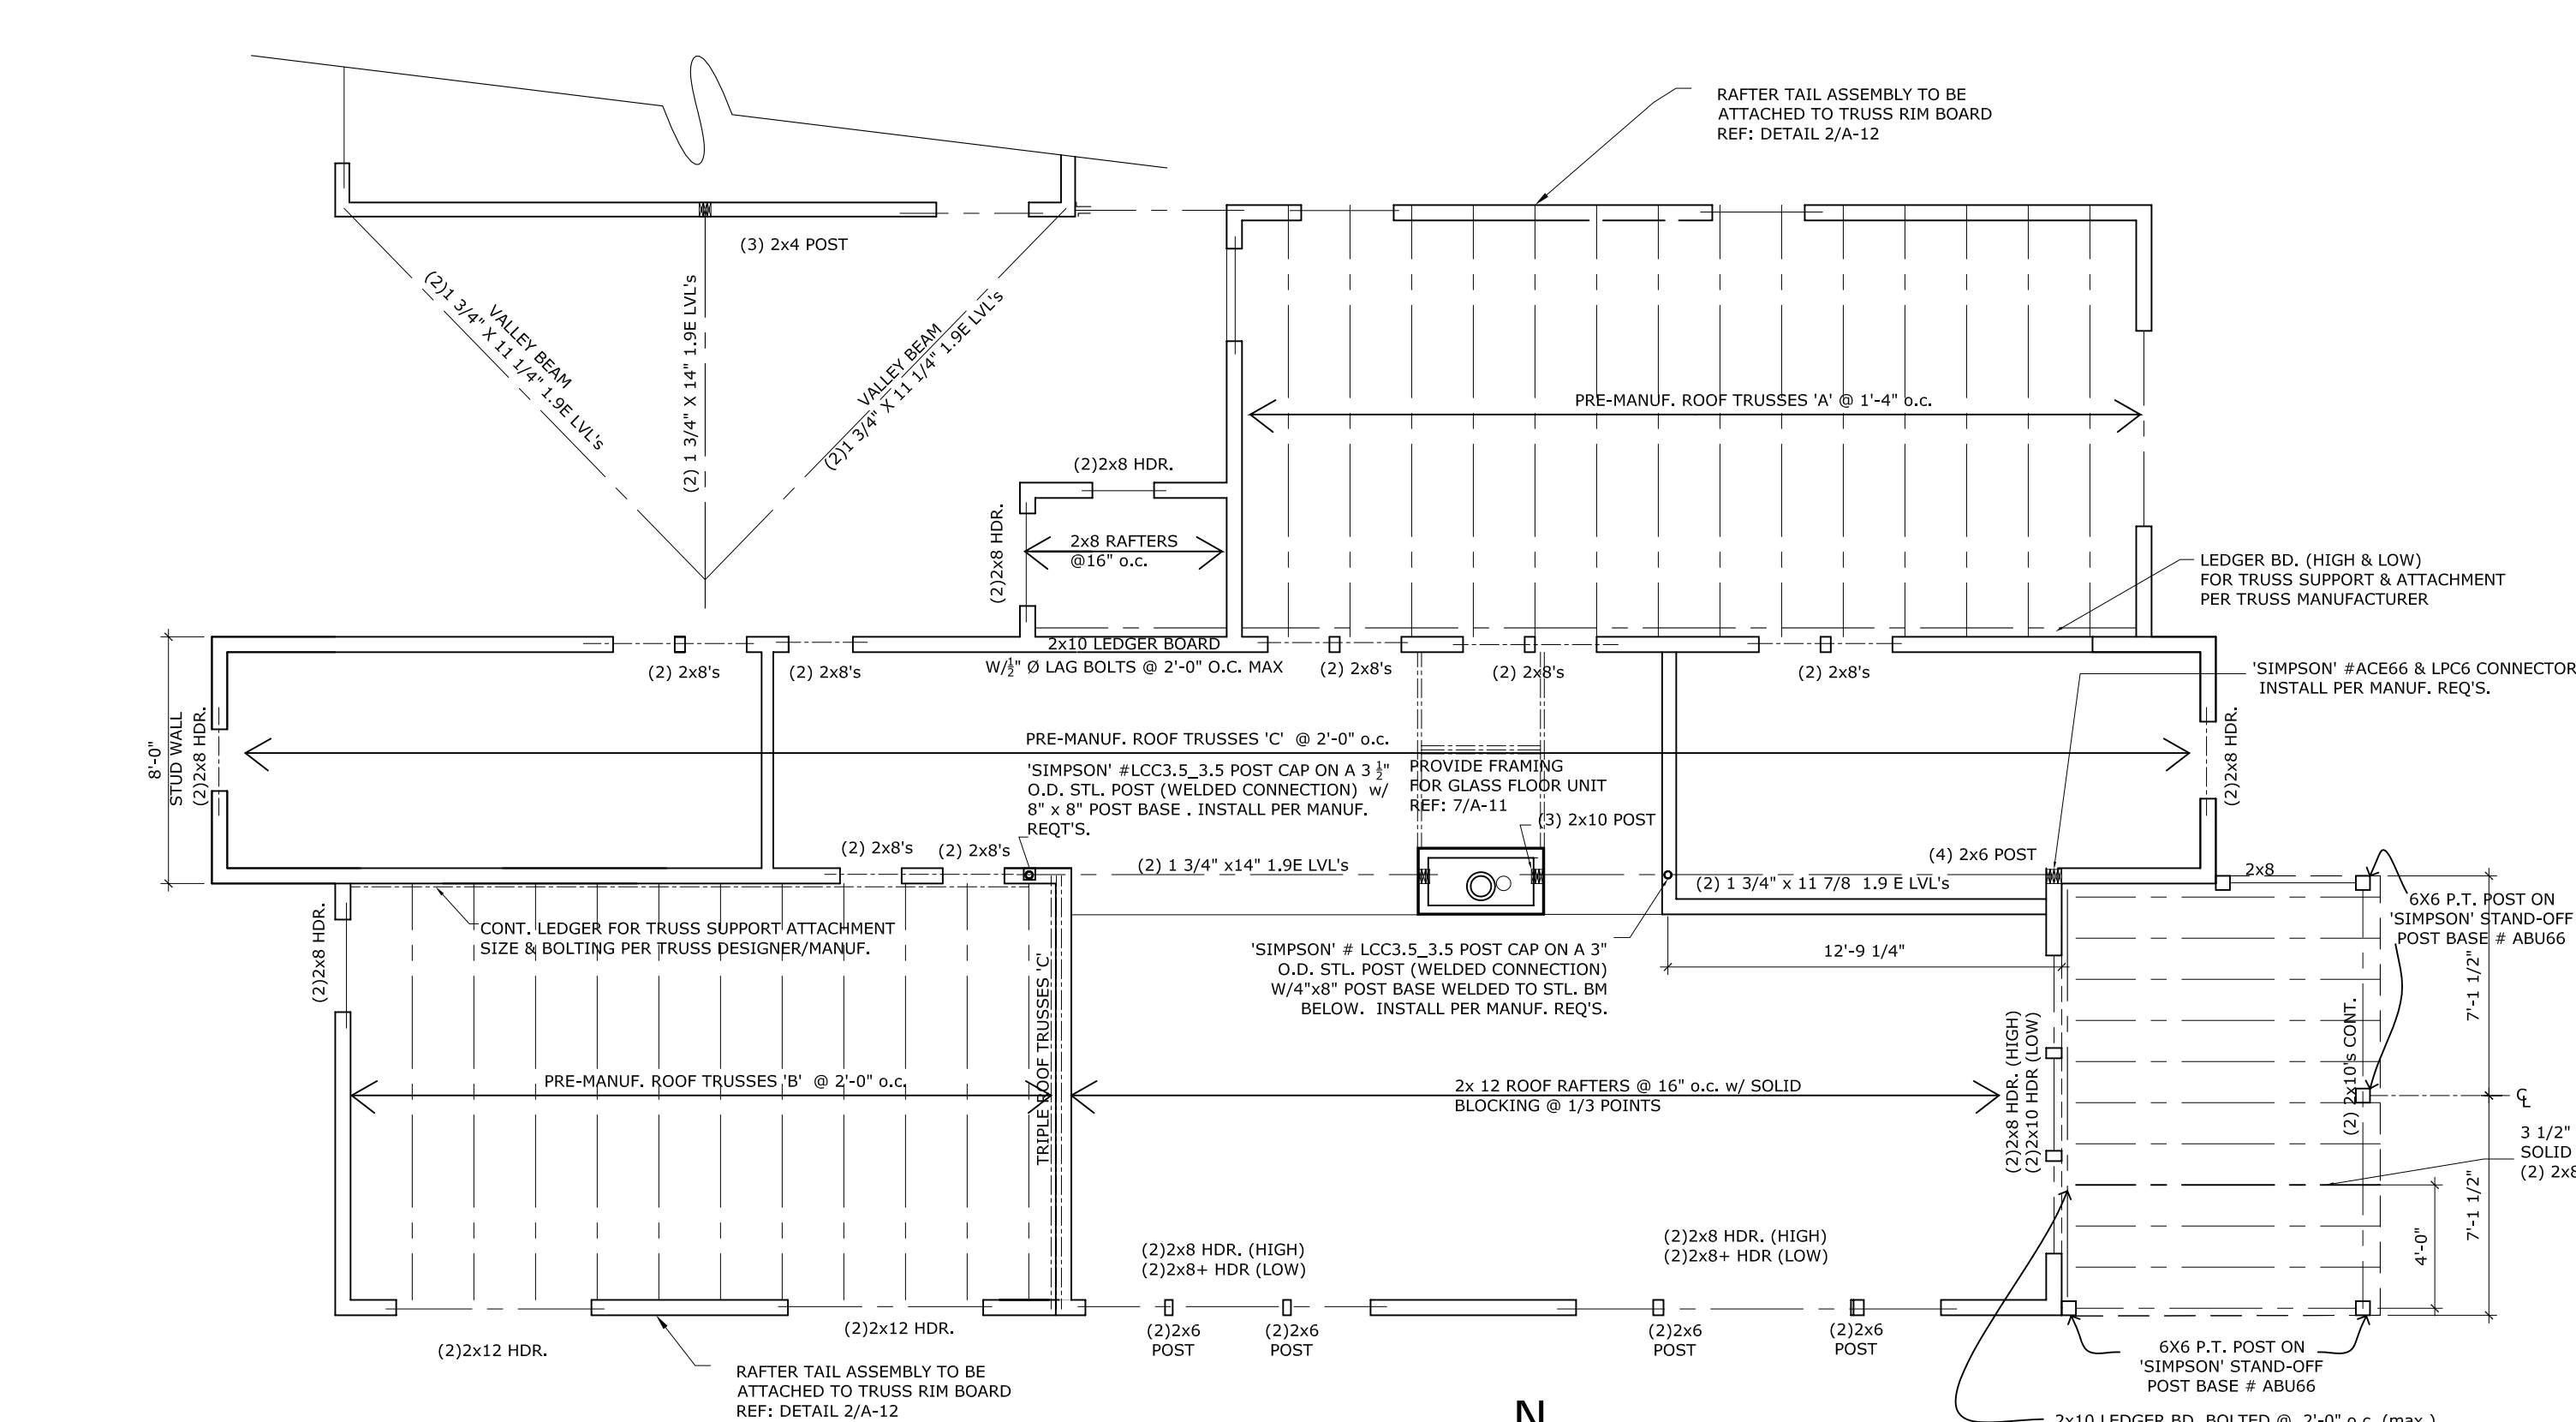 RAFTER TAIL ASSEMBLY TO BE
ATTACHED TO TRUSS RIM BOARD
REF: DETAIL 2/A-12
(3) 2x4 POST
VALLEY BEAM
(2)1 3/4" X 11 1/4" 1.9E LVL's
(2) 1 3/4" X 14" 1.9E LVL's
VALLEY BEAM
(2)1 3/4" X 11 1/4" 1.9E LVL's
PRE-MANUF. ROOF TRUSSES 'A' @ 1'-4" o.c.
(2)2x8 HDR.
(2)2x8 HDR.
2x8 RAFTERS
@16" o.c.
LEDGER BD. (HIGH & LOW)
FOR TRUSS SUPPORT & ATTACHMENT
PER TRUSS MANUFACTURER
2x10 LEDGER BOARD
W/½" Ø LAG BOLTS @ 2'-0" O.C. MAX
(2) 2x8's
(2) 2x8's
(2) 2x8's
(2) 2x8's
(2) 2x8's
'SIMPSON' #ACE66 & LPC6 CONNECTOR
INSTALL PER MANUF. REQ'S.
8'-0"
STUD WALL
(2)2x8 HDR.
(2)2x8 HDR.
PRE-MANUF. ROOF TRUSSES 'C'  @ 2'-0" o.c.
'SIMPSON' #LCC3.5_3.5 POST CAP ON A 3 ½"
O.D. STL. POST (WELDED CONNECTION)  w/
8" x 8" POST BASE . INSTALL PER MANUF.
REQT'S.
PROVIDE FRAMING
FOR GLASS FLOOR UNIT
REF: 7/A-11
(3) 2x10 POST
(2) 2x8's
(2) 2x8's
(2) 1 3/4" x14" 1.9E LVL's
(4) 2x6 POST
(2) 1 3/4" x 11 7/8  1.9 E LVL's
2x8
6X6 P.T. POST ON
'SIMPSON' STAND-OFF
POST BASE # ABU66
(2)2x8 HDR.
CONT. LEDGER FOR TRUSS SUPPORT ATTACHMENT
SIZE & BOLTING PER TRUSS DESIGNER/MANUF.
'SIMPSON' # LCC3.5_3.5 POST CAP ON A 3"
O.D. STL. POST (WELDED CONNECTION)
W/4"x8" POST BASE WELDED TO STL. BM
BELOW.  INSTALL PER MANUF. REQ'S.
12'-9 1/4"
7'-1 1/2"
TRIPLE ROOF TRUSSES 'C'
PRE-MANUF. ROOF TRUSSES 'B'  @ 2'-0" o.c.
2x 12 ROOF RAFTERS @ 16" o.c. w/ SOLID
BLOCKING @ 1/3 POINTS
(2)2x8 HDR. (HIGH)
(2)2x10 HDR (LOW)
(2) 2x10's CONT.
CL
3 1/2"
SOLID
(2) 2x8
7'-1 1/2"
4'-0"
(2)2x8 HDR. (HIGH)
(2)2x8+ HDR (LOW)
(2)2x8 HDR. (HIGH)
(2)2x8+ HDR (LOW)
(2)2x12 HDR.
(2)2x12 HDR.
(2)2x6
POST
(2)2x6
POST
(2)2x6
POST
(2)2x6
POST
6X6 P.T. POST ON
'SIMPSON' STAND-OFF
POST BASE # ABU66
RAFTER TAIL ASSEMBLY TO BE
ATTACHED TO TRUSS RIM BOARD
REF: DETAIL 2/A-12
N
2x10 LEDGER BD. BOLTED @  2'-0" o.c. (max.)